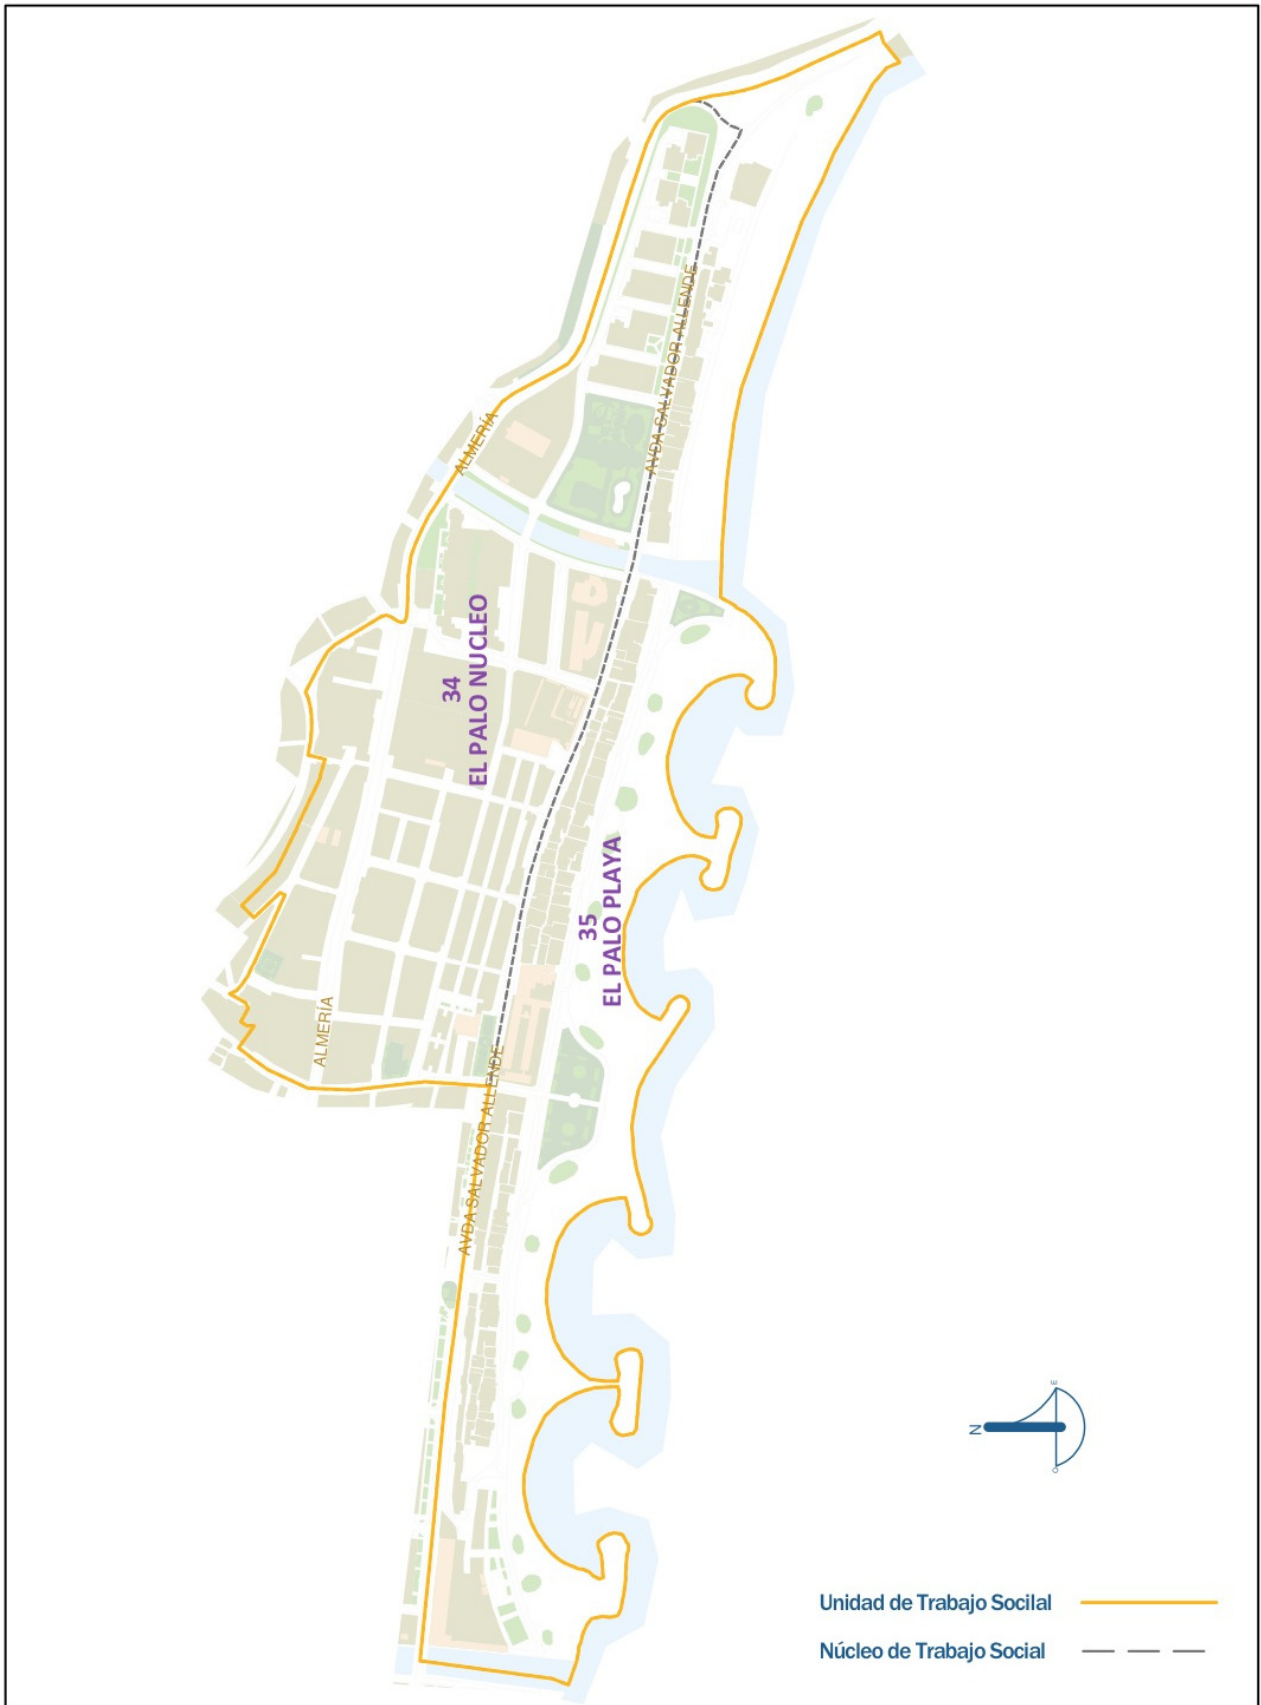 AVDA SALVADOR ALLENDE
ALMERÍA
34
EL PALO NUCLEO
35
EL PALO PLAYA
ALMERÍA
AVDA SALVADOR ALLENDE
N
E
O
Unidad de Trabajo Socilal
Núcleo de Trabajo Social